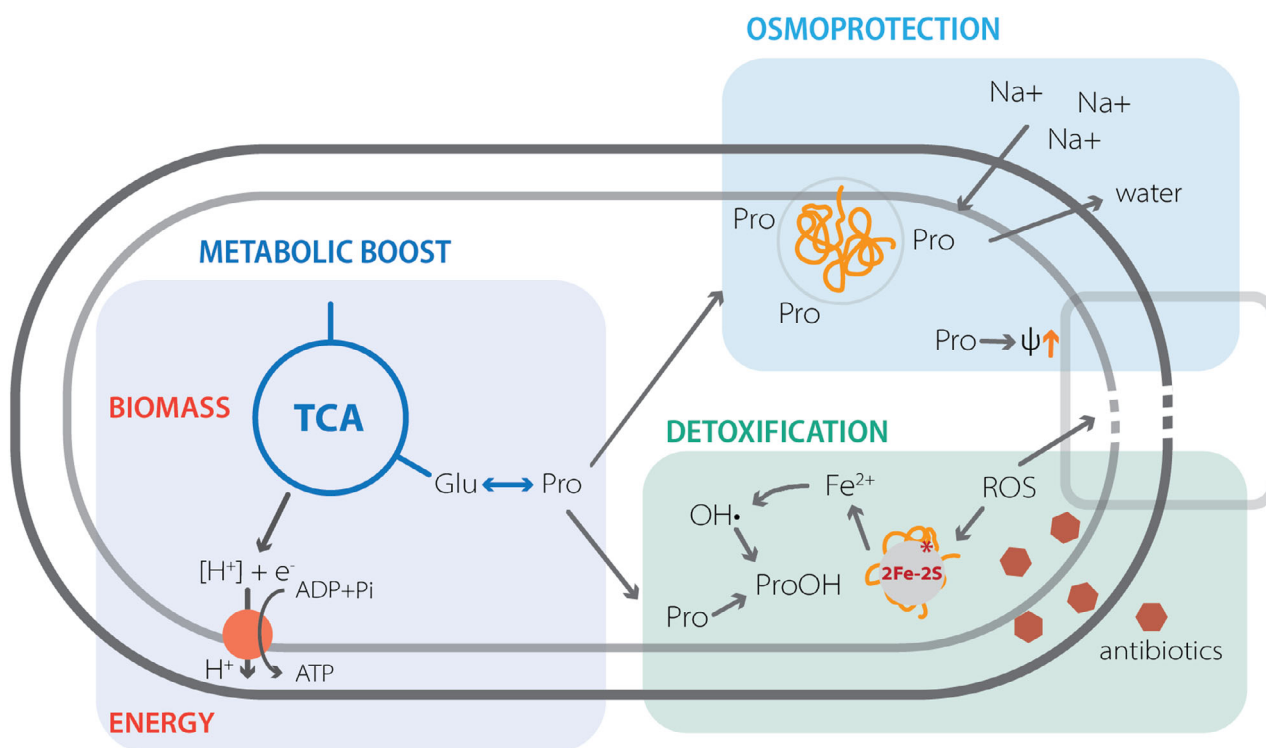 OSMOPROTECTION
Na+
Na+
Na+
water
Pro
Pro
Pro
Pro
ψ
METABOLIC BOOST
BIOMASS
TCA
Glu
Pro
[H⁺] + e⁻
ADP+Pi
H⁺
ATP
ENERGY
DETOXIFICATION
Fe²⁺
ROS
OH•
*
2Fe-2S
ProOH
Pro
antibiotics